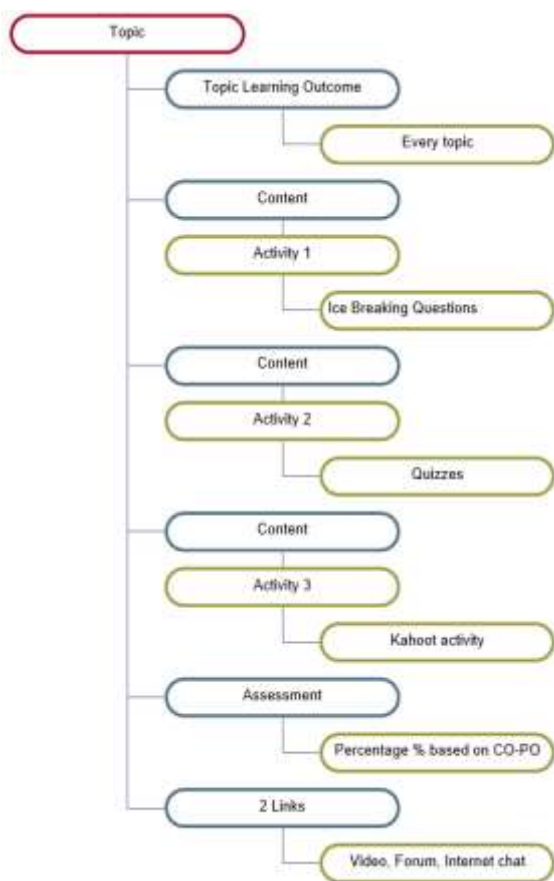 Topic
Topic Learning Outcome
Every topic
Content
Activity 1
Ice Breaking Questions
Content
Activity 2
Quizzes
Content
Activity 3
Kahoot activity
Assessment
Percentage % based on CO-PO
2 Links
Video, Forum, Internet chat